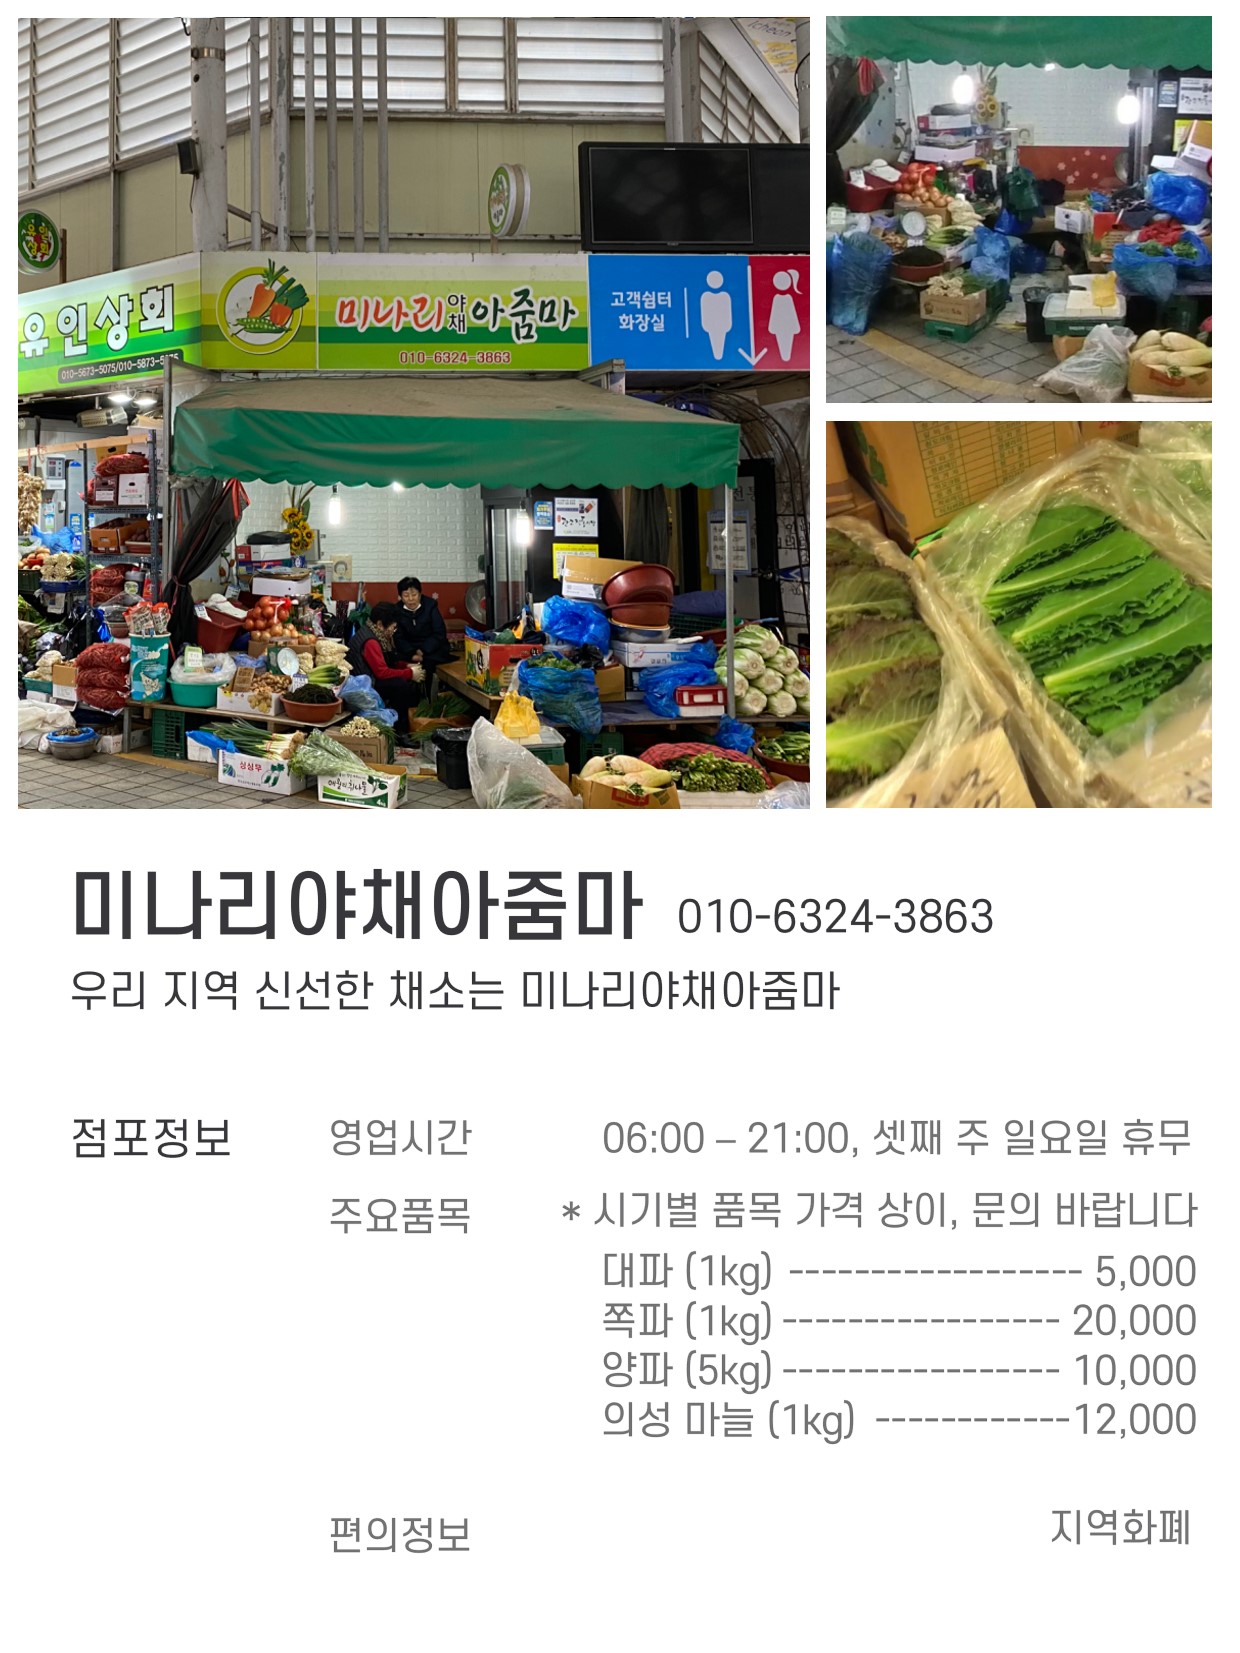 유인상회
010-5673-5075/010-5873-5075
미나리야채아줌마
010-6324-3863
고객쉼터
화장실
싱싱무
미나리야채아줌마 010-6324-3863
우리 지역 신선한 채소는 미나리야채아줌마
점포정보 영업시간 06:00 – 21:00, 셋째 주 일요일 휴무
주요품목 * 시기별 품목 가격 상이, 문의 바랍니다
대파 (1kg) ------------------ 5,000
쪽파 (1kg) ----------------- 20,000
양파 (5kg) ----------------- 10,000
의성 마늘 (1kg) ------------12,000
편의정보 지역화폐